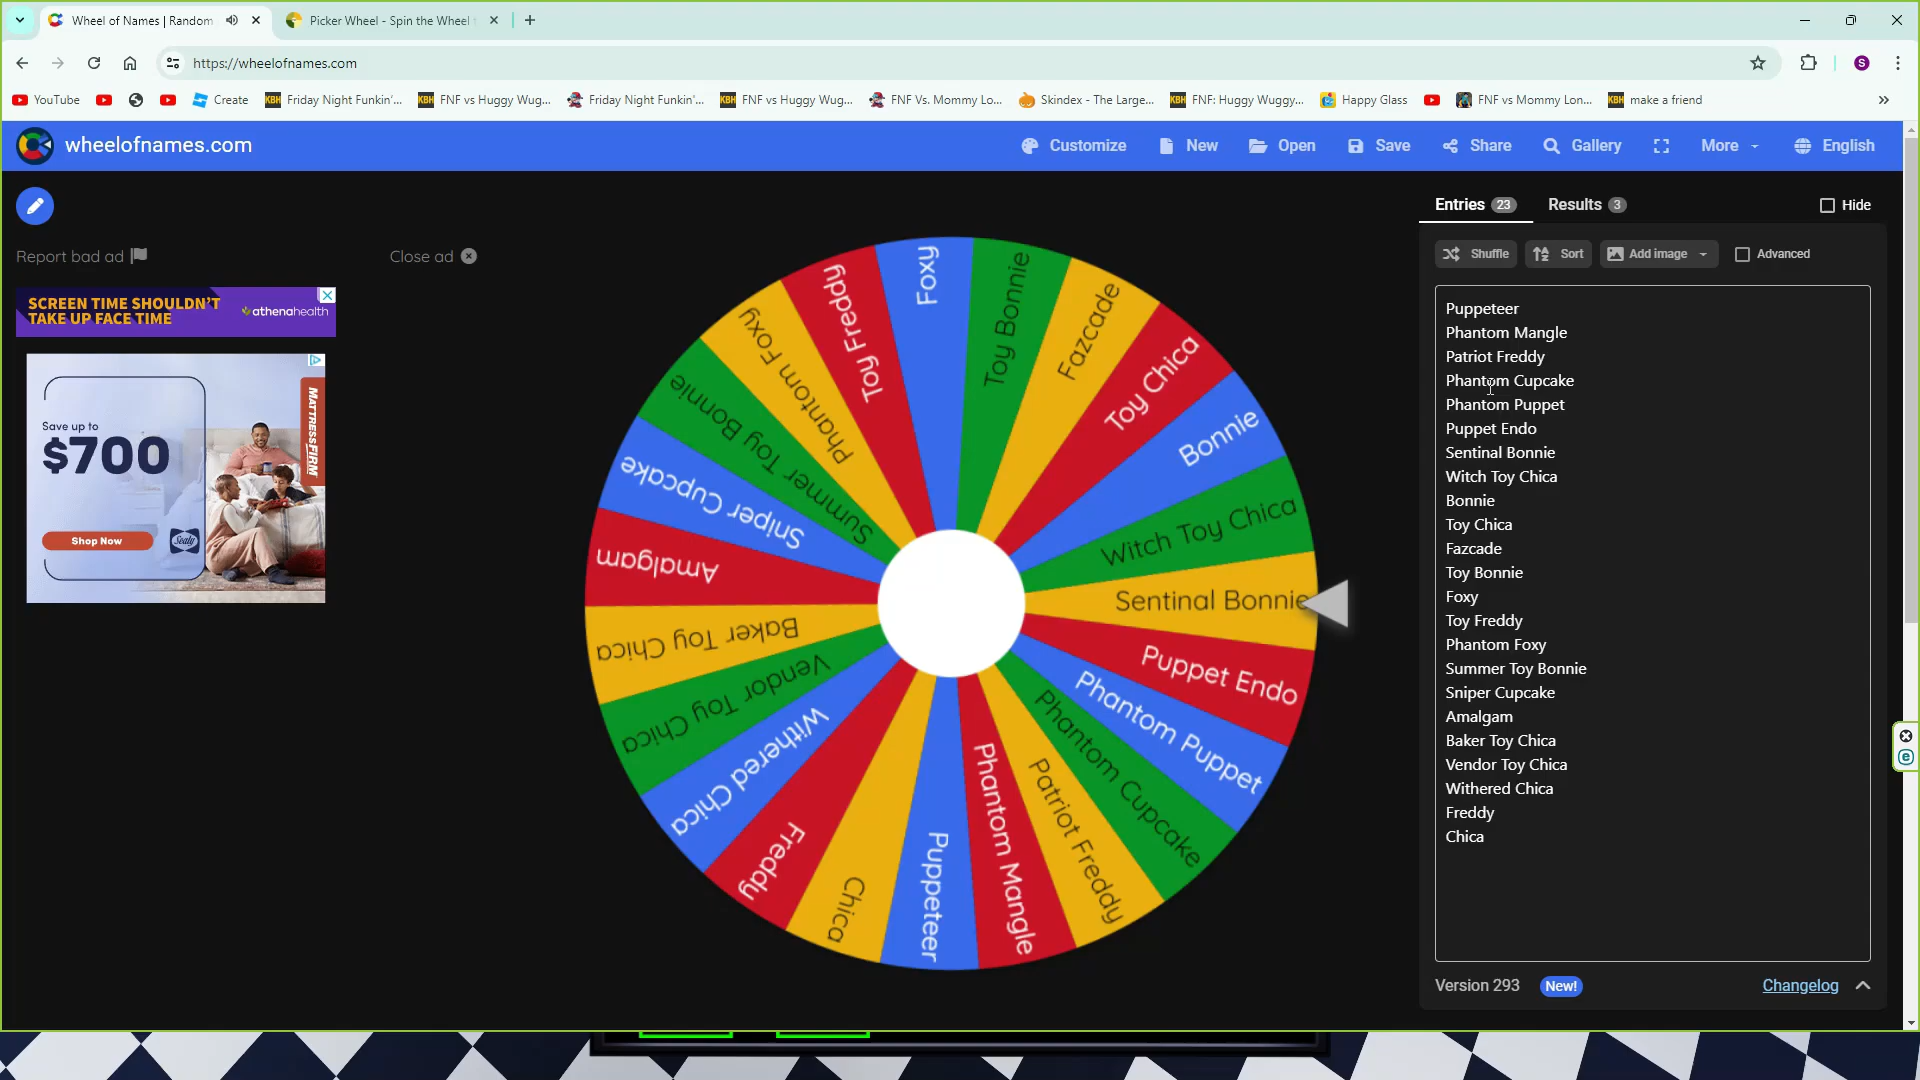 Wheel of Names | Random
Picker Wheel - Spin the Wheel
https://wheelofnames.com
S
YouTube
Create
KBH Friday Night Funkin'...
KBH FNF vs Huggy Wug...
Friday Night Funkin'...
KBH FNF vs Huggy Wug...
FNF Vs. Mommy Lo...
Skindex - The Large...
KBH FNF: Huggy Wuggy...
Happy Glass
FNF vs Mommy Lon...
KBH make a friend
wheelofnames.com
Customize
New
Open
Save
Share
Gallery
More
English
Report bad ad
Close ad
SCREEN TIME SHOULDN'T
TAKE UP FACE TIME
athenahealth
Save up to
$700
Shop Now
Sealy
MATTRESSFIRM
Foxy
Toy Bonnie
Fazcade
Toy Chica
Bonnie
Witch Toy Chica
Sentinal Bonnie
Puppet Endo
Phantom Puppet
Phantom Cupcake
Patriot Freddy
Phantom Mangle
Puppeteer
Chica
Freddy
Withered Chica
Vendor Toy Chica
Baker Toy Chica
Amalgam
Sniper Cupcake
Summer Toy Bonnie
Phantom Foxy
Toy Freddy
Entries 23
Results 3
Hide
Shuffle
Sort
Add image
Advanced
Puppeteer
Phantom Mangle
Patriot Freddy
Phantom Cupcake
Phantom Puppet
Puppet Endo
Sentinal Bonnie
Witch Toy Chica
Bonnie
Toy Chica
Fazcade
Toy Bonnie
Foxy
Toy Freddy
Phantom Foxy
Summer Toy Bonnie
Sniper Cupcake
Amalgam
Baker Toy Chica
Vendor Toy Chica
Withered Chica
Freddy
Chica
Version 293
New!
Changelog